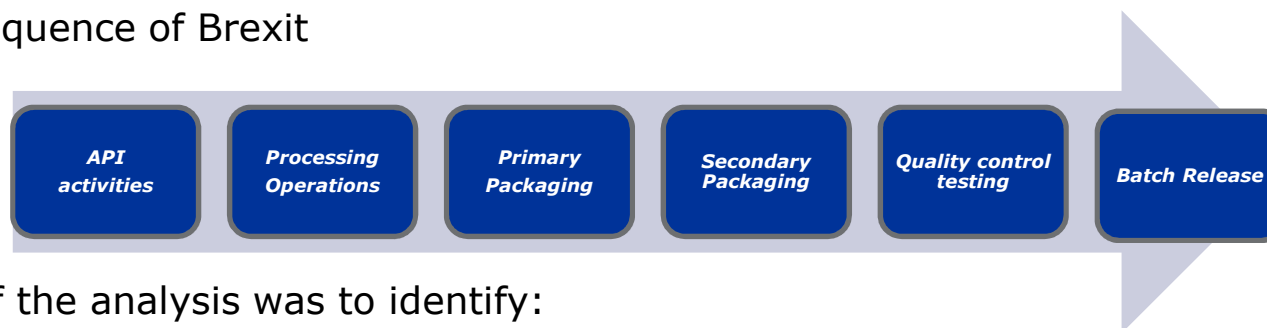 quence of Brexit
API
activities
Processing
Operations
Primary
Packaging
Secondary
Packaging
Quality control
testing
Batch Release
f the analysis was to identify: